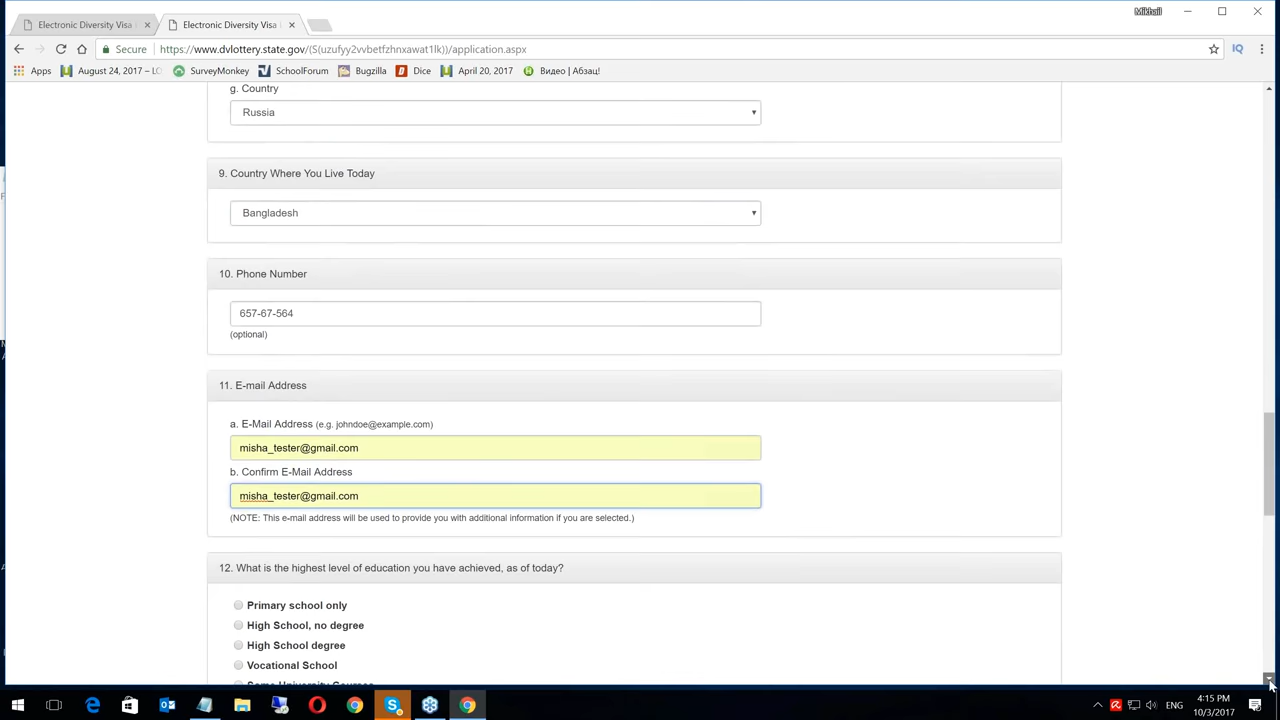 Mikhail
Electronic Diversity Visa
Electronic Diversity Visa
Secure
https://www.dvlottery.state.gov/(S(uzufyy2vvbetfzhnxawat1lk))/application.aspx
Apps
August 24, 2017 – LO
SurveyMonkey
SchoolForum
Bugzilla
Dice
April 20, 2017
Видео | Абзац!
g. Country
Russia
9. Country Where You Live Today
Bangladesh
10. Phone Number
657-67-564
(optional)
11. E-mail Address
a. E-Mail Address (e.g. johndoe@example.com)
misha_tester@gmail.com
b. Confirm E-Mail Address
misha_tester@gmail.com
(NOTE: This e-mail address will be used to provide you with additional information if you are selected.)
12. What is the highest level of education you have achieved, as of today?
Primary school only
High School, no degree
High School degree
Vocational School
Some University Courses
ENG
4:15 PM
10/3/2017